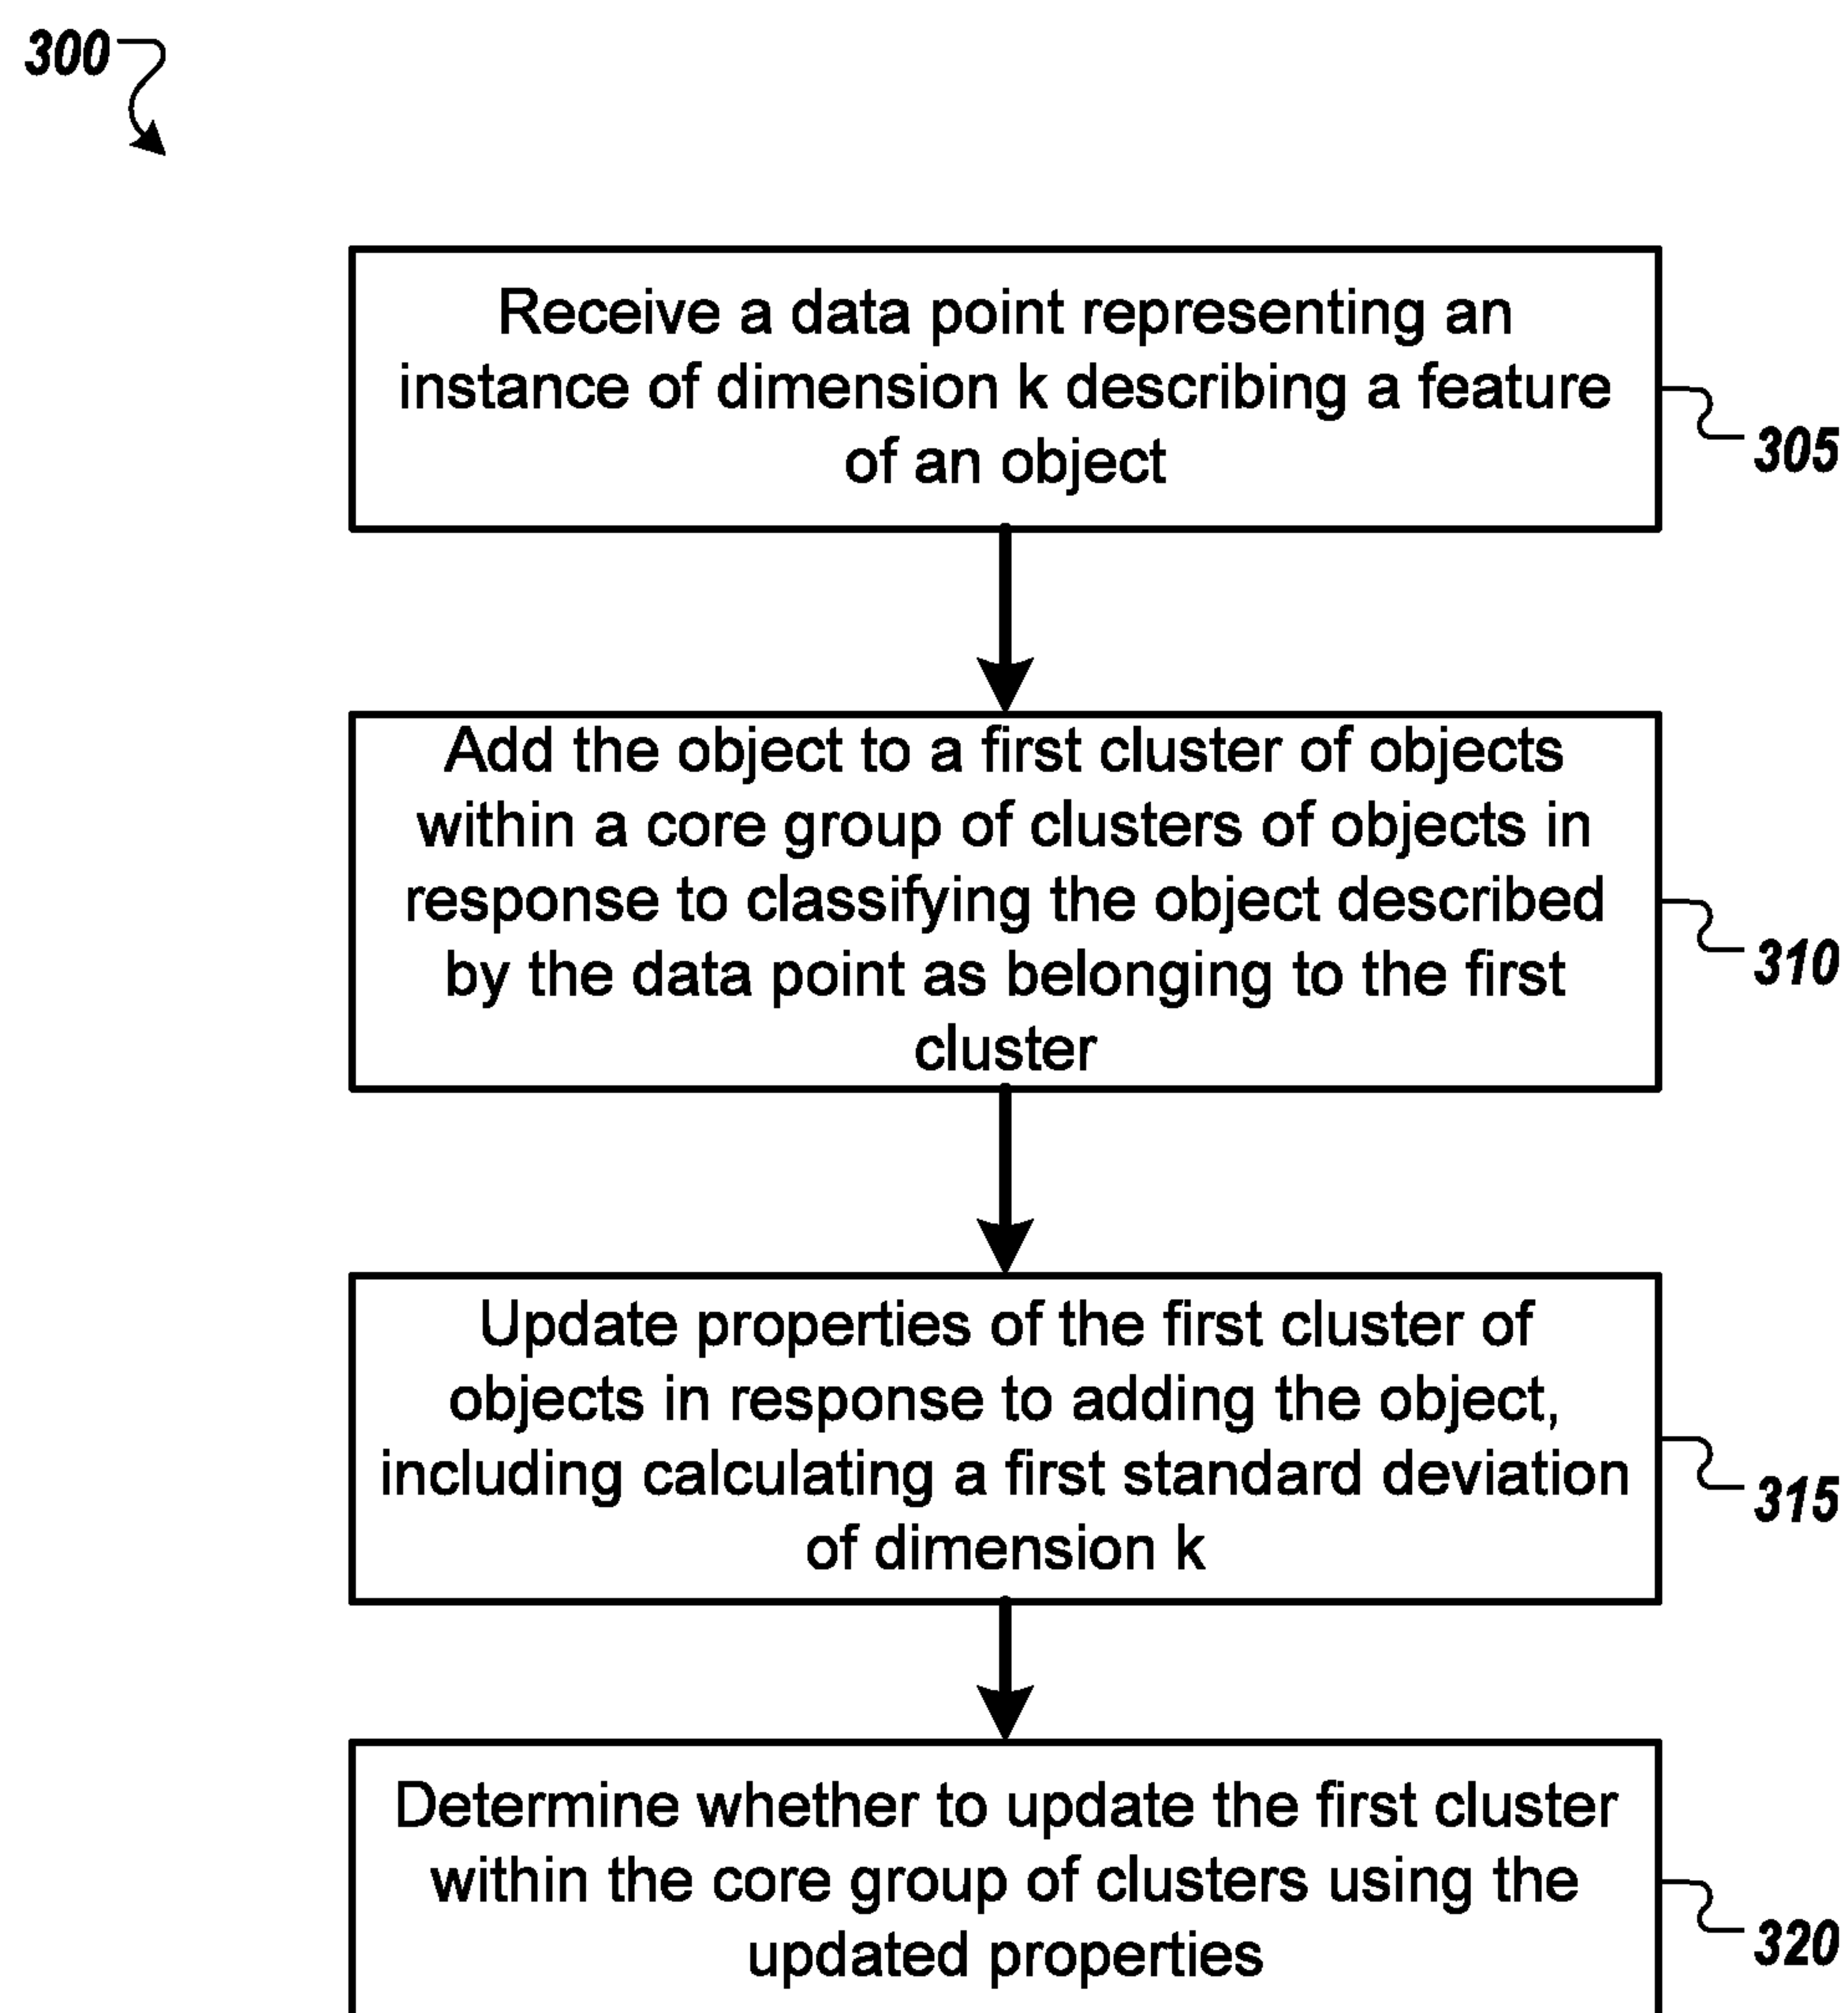 300
Receive a data point representing an
instance of dimension k describing a feature
of an object
305
Add the object to a first cluster of objects
within a core group of clusters of objects in
response to classifying the object described
by the data point as belonging to the first
cluster
310
Update properties of the first cluster of
objects in response to adding the object,
including calculating a first standard deviation
of dimension k
315
Determine whether to update the first cluster
within the core group of clusters using the
updated properties
320